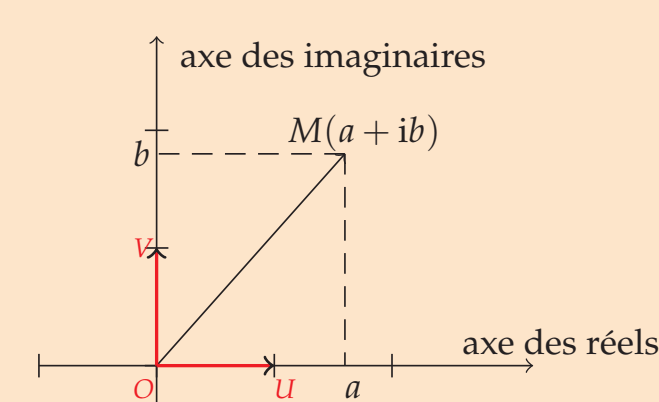 axe des imaginaires
M(a + ib)
b
V
axe des réels
O
U
a